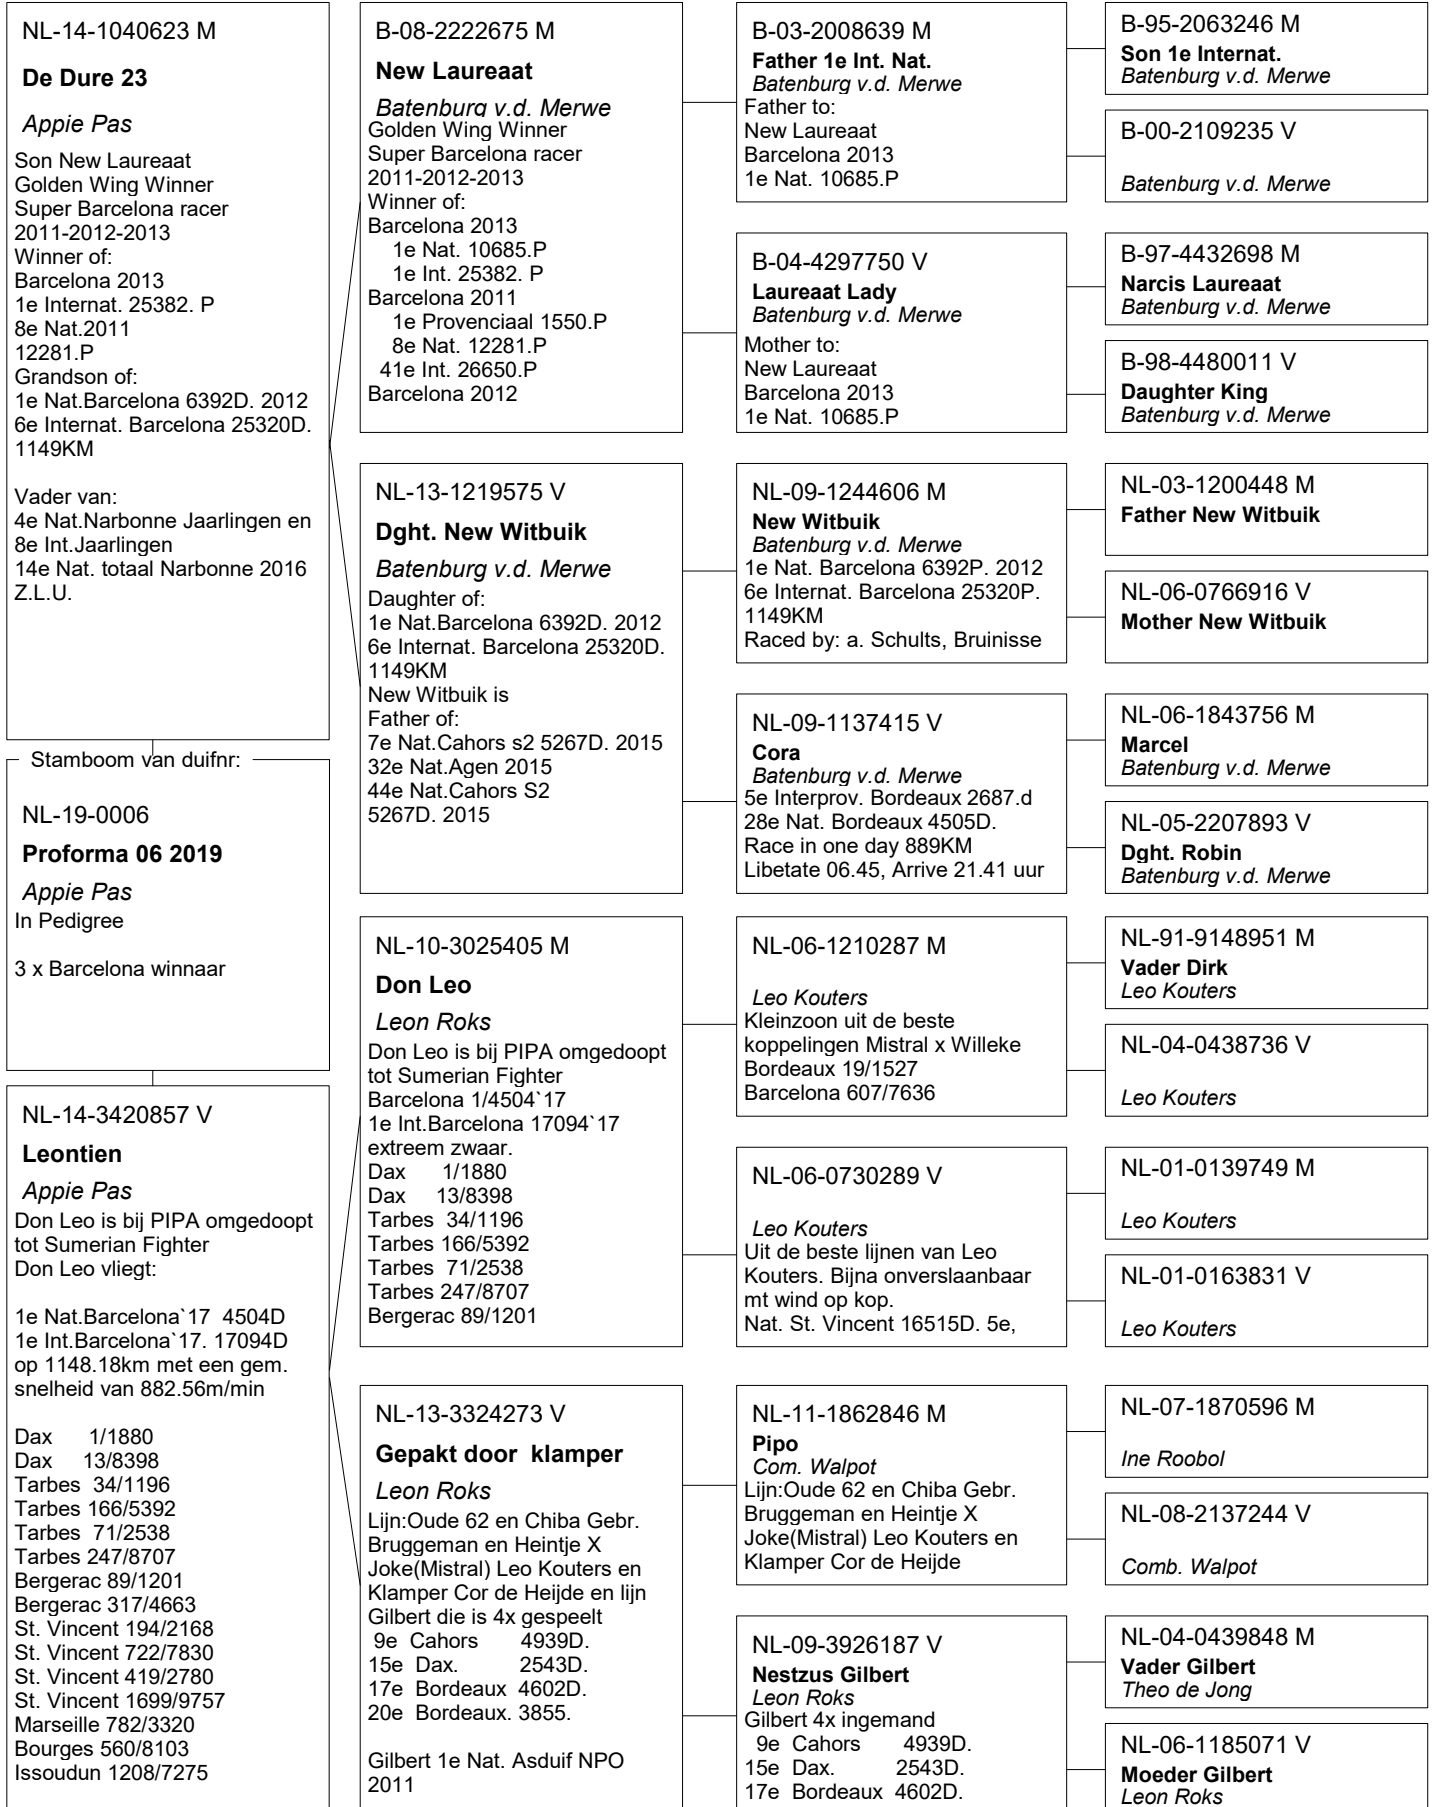 NL-14-1040623 M
De Dure 23
Appie Pas
Son New Laureaat
Golden Wing Winner
Super Barcelona racer
2011-2012-2013
Winner of:
Barcelona 2013
1e Internat. 25382. P
8e Nat.2011
12281.P
Grandson of:
1e Nat.Barcelona 6392D. 2012
6e Internat. Barcelona 25320D.
1149KM
Vader van:
4e Nat.Narbonne Jaarlingen en
8e Int.Jaarlingen
14e Nat. totaal Narbonne 2016
Z.L.U.
Stamboom van duifnr:
NL-19-0006
Proforma 06 2019
Appie Pas
In Pedigree
3 x Barcelona winnaar
NL-14-3420857 V
Leontien
Appie Pas
Don Leo is bij PIPA omgedoopt
tot Sumerian Fighter
Don Leo vliegt:
1e Nat.Barcelona`17 4504D
1e Int.Barcelona`17. 17094D
op 1148.18km met een gem.
snelheid van 882.56m/min
Dax 1/1880
Dax 13/8398
Tarbes 34/1196
Tarbes 166/5392
Tarbes 71/2538
Tarbes 247/8707
Bergerac 89/1201
Bergerac 317/4663
St. Vincent 194/2168
St. Vincent 722/7830
St. Vincent 419/2780
St. Vincent 1699/9757
Marseille 782/3320
Bourges 560/8103
Issoudun 1208/7275
B-08-2222675 M
New Laureaat
Batenburg v.d. Merwe
Golden Wing Winner
Super Barcelona racer
2011-2012-2013
Winner of:
Barcelona 2013
1e Nat. 10685.P
1e Int. 25382. P
Barcelona 2011
1e Provenciaal 1550.P
8e Nat. 12281.P
41e Int. 26650.P
Barcelona 2012
NL-13-1219575 V
Dght. New Witbuik
Batenburg v.d. Merwe
Daughter of:
1e Nat.Barcelona 6392D. 2012
6e Internat. Barcelona 25320D.
1149KM
New Witbuik is
Father of:
7e Nat.Cahors s2 5267D. 2015
32e Nat.Agen 2015
44e Nat.Cahors S2
5267D. 2015
NL-10-3025405 M
Don Leo
Leon Roks
Don Leo is bij PIPA omgedoopt
tot Sumerian Fighter
Barcelona 1/4504`17
1e Int.Barcelona 17094`17
extreem zwaar.
Dax 1/1880
Dax 13/8398
Tarbes 34/1196
Tarbes 166/5392
Tarbes 71/2538
Tarbes 247/8707
Bergerac 89/1201
NL-13-3324273 V
Gepakt door klamper
Leon Roks
Lijn:Oude 62 en Chiba Gebr.
Bruggeman en Heintje X
Joke(Mistral) Leo Kouters en
Klamper Cor de Heijde en lijn
Gilbert die is 4x gespeelt
9e Cahors 4939D.
15e Dax. 2543D.
17e Bordeaux 4602D.
20e Bordeaux. 3855.
Gilbert 1e Nat. Asduif NPO
2011
B-03-2008639 M
Father 1e Int. Nat.
Batenburg v.d. Merwe
Father to:
New Laureaat
Barcelona 2013
1e Nat. 10685.P
B-04-4297750 V
Laureaat Lady
Batenburg v.d. Merwe
Mother to:
New Laureaat
Barcelona 2013
1e Nat. 10685.P
NL-09-1244606 M
New Witbuik
Batenburg v.d. Merwe
1e Nat. Barcelona 6392P. 2012
6e Internat. Barcelona 25320P.
1149KM
Raced by: a. Schults, Bruinisse
NL-09-1137415 V
Cora
Batenburg v.d. Merwe
5e Interprov. Bordeaux 2687.d
28e Nat. Bordeaux 4505D.
Race in one day 889KM
Libetate 06.45, Arrive 21.41 uur
NL-06-1210287 M
Leo Kouters
Kleinzoon uit de beste
koppelingen Mistral x Willeke
Bordeaux 19/1527
Barcelona 607/7636
NL-06-0730289 V
Leo Kouters
Uit de beste lijnen van Leo
Kouters. Bijna onverslaanbaar
mt wind op kop.
Nat. St. Vincent 16515D. 5e,
NL-11-1862846 M
Pipo
Com. Walpot
Lijn:Oude 62 en Chiba Gebr.
Bruggeman en Heintje X
Joke(Mistral) Leo Kouters en
Klamper Cor de Heijde
NL-09-3926187 V
Nestzus Gilbert
Leon Roks
Gilbert 4x ingemand
9e Cahors 4939D.
15e Dax. 2543D.
17e Bordeaux 4602D.
B-95-2063246 M
Son 1e Internat.
Batenburg v.d. Merwe
B-00-2109235 V
Batenburg v.d. Merwe
B-97-4432698 M
Narcis Laureaat
Batenburg v.d. Merwe
B-98-4480011 V
Daughter King
Batenburg v.d. Merwe
NL-03-1200448 M
Father New Witbuik
NL-06-0766916 V
Mother New Witbuik
NL-06-1843756 M
Marcel
Batenburg v.d. Merwe
NL-05-2207893 V
Dght. Robin
Batenburg v.d. Merwe
NL-91-9148951 M
Vader Dirk
Leo Kouters
NL-04-0438736 V
Leo Kouters
NL-01-0139749 M
Leo Kouters
NL-01-0163831 V
Leo Kouters
NL-07-1870596 M
Ine Roobol
NL-08-2137244 V
Comb. Walpot
NL-04-0439848 M
Vader Gilbert
Theo de Jong
NL-06-1185071 V
Moeder Gilbert
Leon Roks